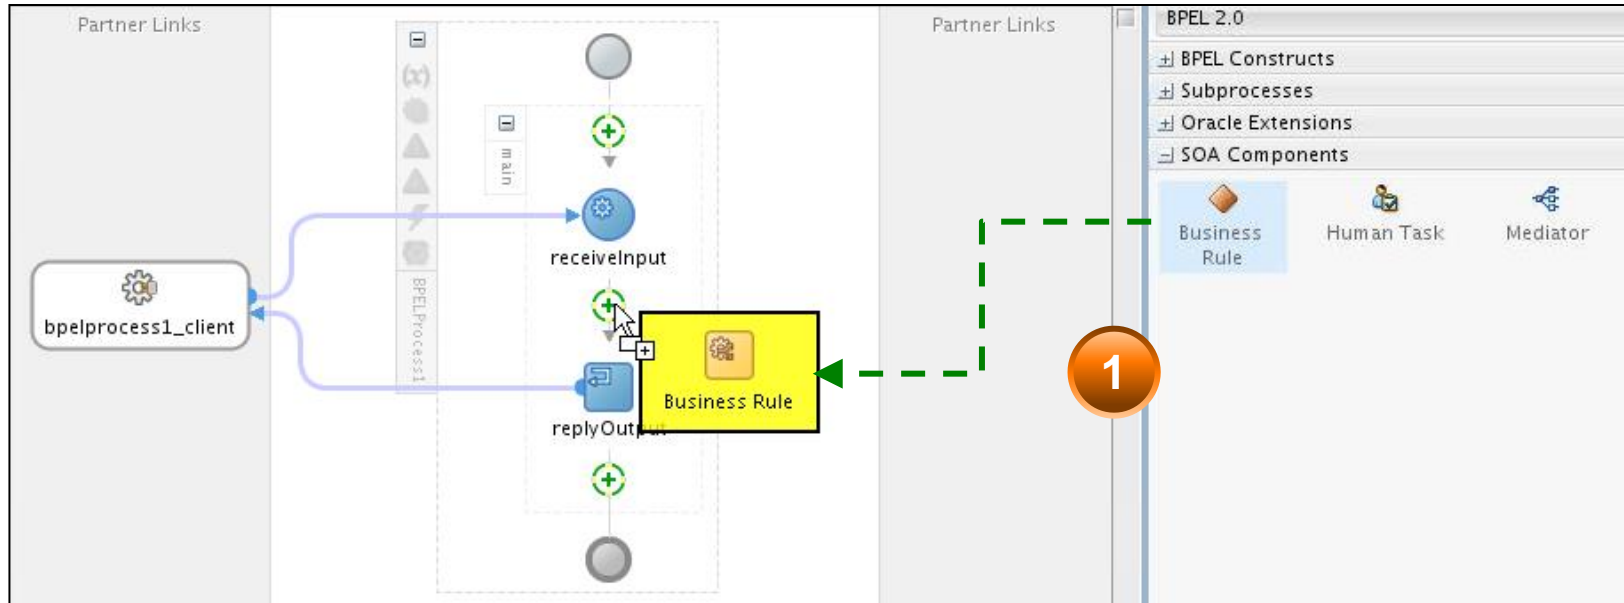 Partner Links
(x)
main
receiveInput
BPELProcess1
bpelprocess1_client
replyOutput
Business Rule
Partner Links
1
BPEL 2.0
BPEL Constructs
Subprocesses
Oracle Extensions
SOA Components
Business
Rule
Human Task
Mediator